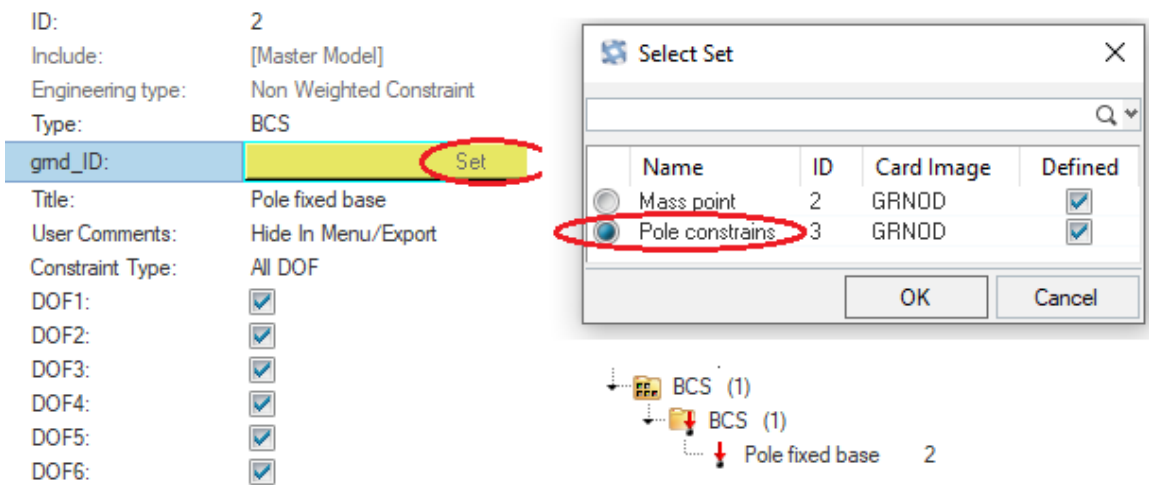 ID: 2
Include: [Master Model]
Engineering type: Non Weighted Constraint
Type: BCS
grnd_ID: Set
Title: Pole fixed base
User Comments: Hide In Menu/Export
Constraint Type: All DOF
DOF1:
DOF2:
DOF3:
DOF4:
DOF5:
DOF6:
Select Set
Name ID Card Image Defined
Mass point 2 GRNOD
Pole constrains 3 GRNOD
OK Cancel
BCS (1)
BCS (1)
Pole fixed base 2